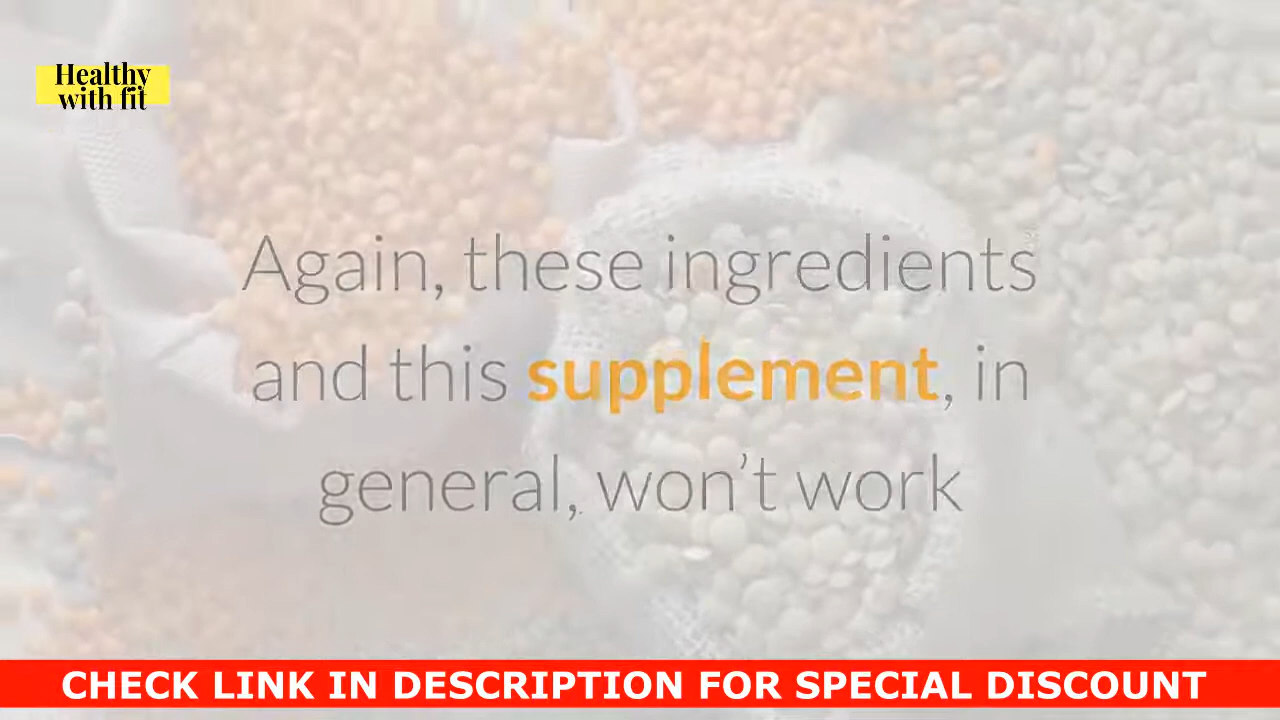 Healthy
with fit
Again, these ingredients
and this supplement, in
general, won't work
CHECK LINK IN DESCRIPTION FOR SPECIAL DISCOUNT